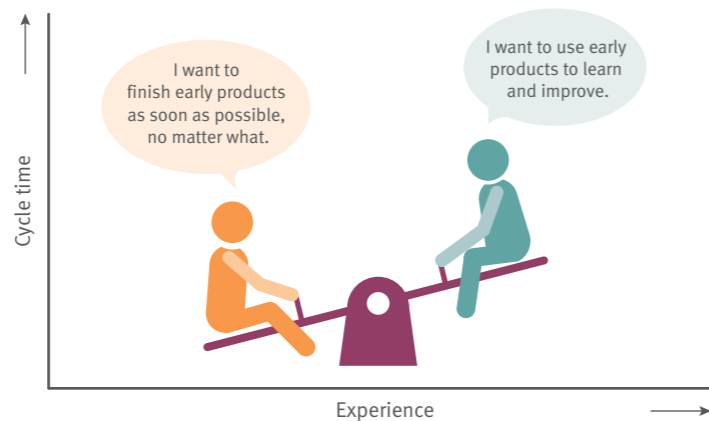 I want to
finish early products
as soon as possible,
no matter what.
I want to use early
products to learn
and improve.
Cycle time
Experience